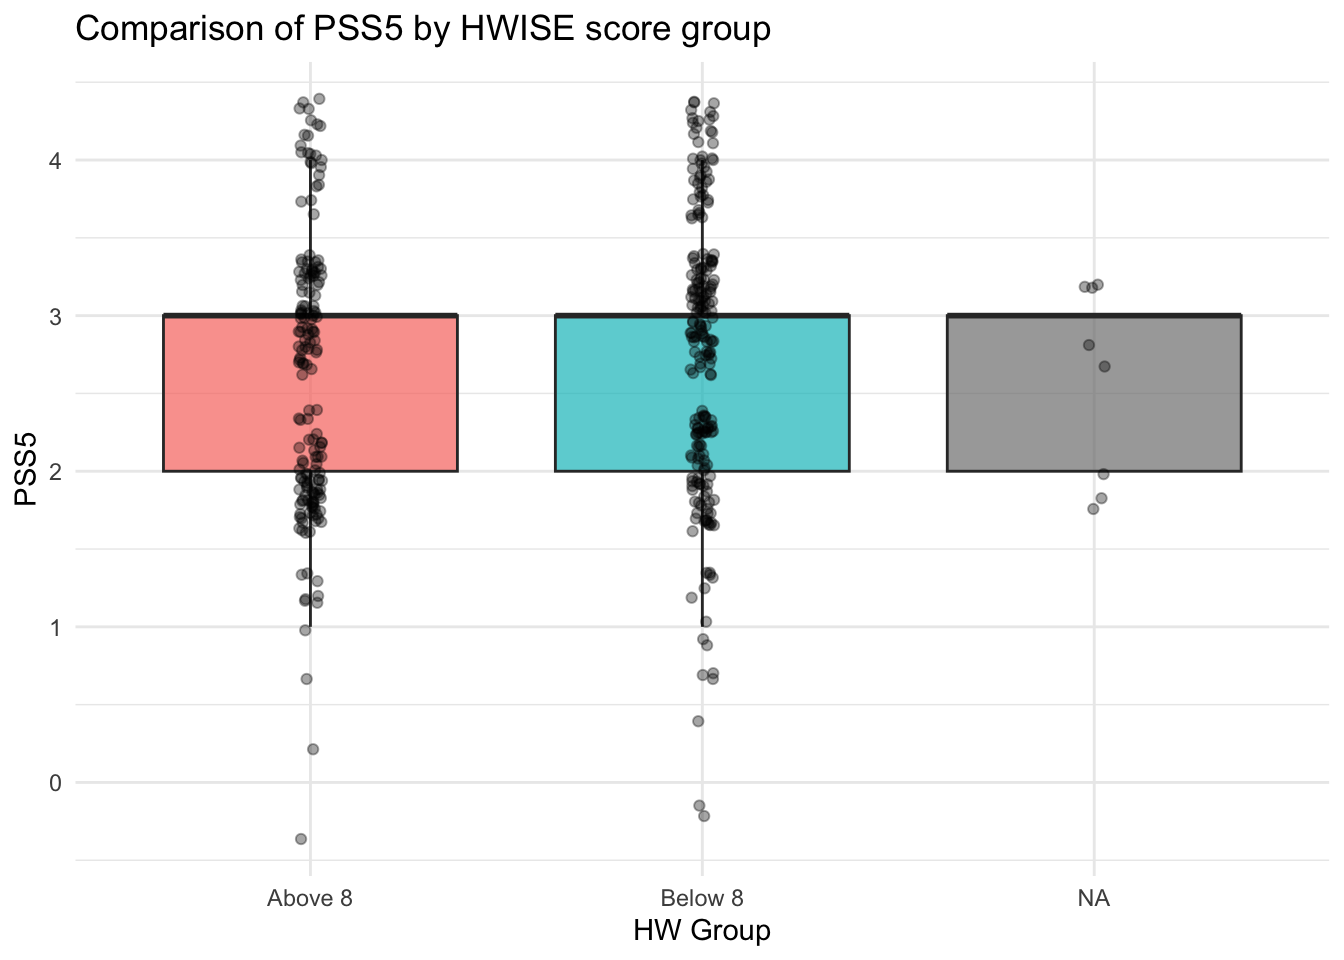 Comparison of PSS5 by HWISE score group
PSS5
4
3
2
1
0
Above 8
Below 8
NA
HW Group